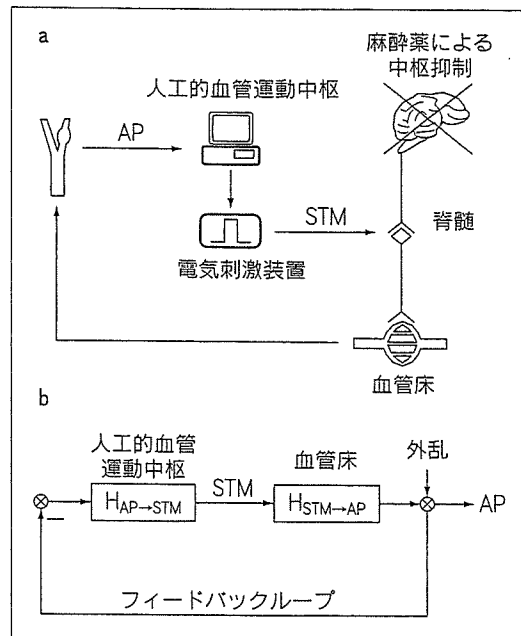 a
麻酔薬による
中枢抑制
人工的血管運動中枢
AP
STM
脊髄
電気刺激装置
血管床
b
人工的血管
運動中枢
血管床
外乱
STM
H_AP→STM
H_STM→AP
AP
−
フィードバックループ